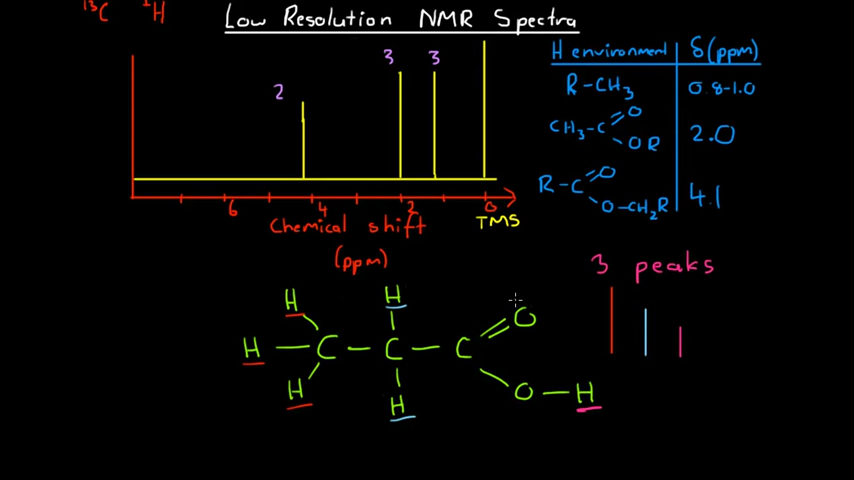 ¹³C ¹H
Low Resolution NMR Spectra
3 3
2
6 4 2 0
Chemical shift
(ppm)
TMS
H environment δ(ppm)
R-CH₃ 0.8-1.0
CH₃-C O OR 2.0
R-C O O-CH₂R 4.1
3 peaks
H H
O
H C C C
H H O H